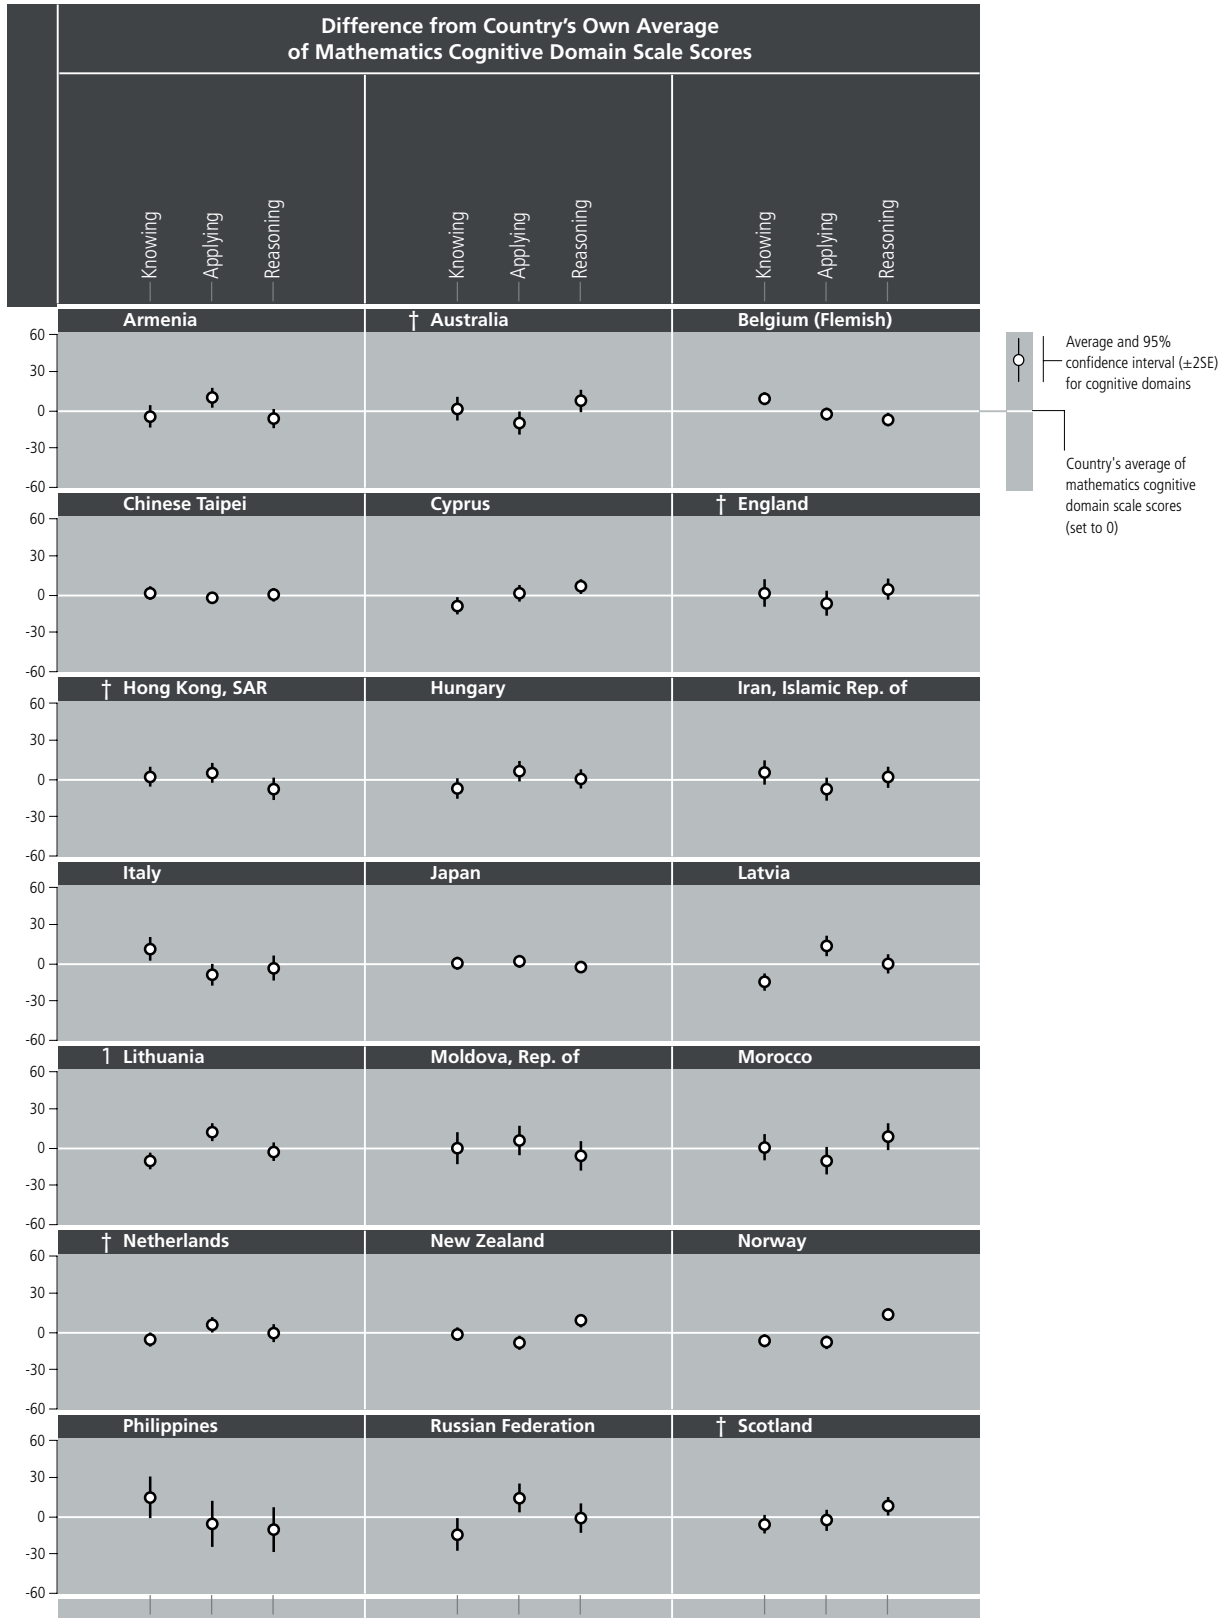 Difference from Country’s Own Average
of Mathematics Cognitive Domain Scale Scores
Knowing Applying Reasoning Knowing Applying Reasoning Knowing Applying Reasoning
Armenia † Australia Belgium (Flemish)
60
30
0
-30
-60
Average and 95%
confidence interval (±2SE)
for cognitive domains
Country's average of
mathematics cognitive
domain scale scores
(set to 0)
Chinese Taipei Cyprus † England
60
30
0
-30
-60
† Hong Kong, SAR Hungary Iran, Islamic Rep. of
60
30
0
-30
-60
Italy Japan Latvia
60
30
0
-30
-60
1 Lithuania Moldova, Rep. of Morocco
60
30
0
-30
-60
† Netherlands New Zealand Norway
60
30
0
-30
-60
Philippines Russian Federation † Scotland
60
30
0
-30
-60